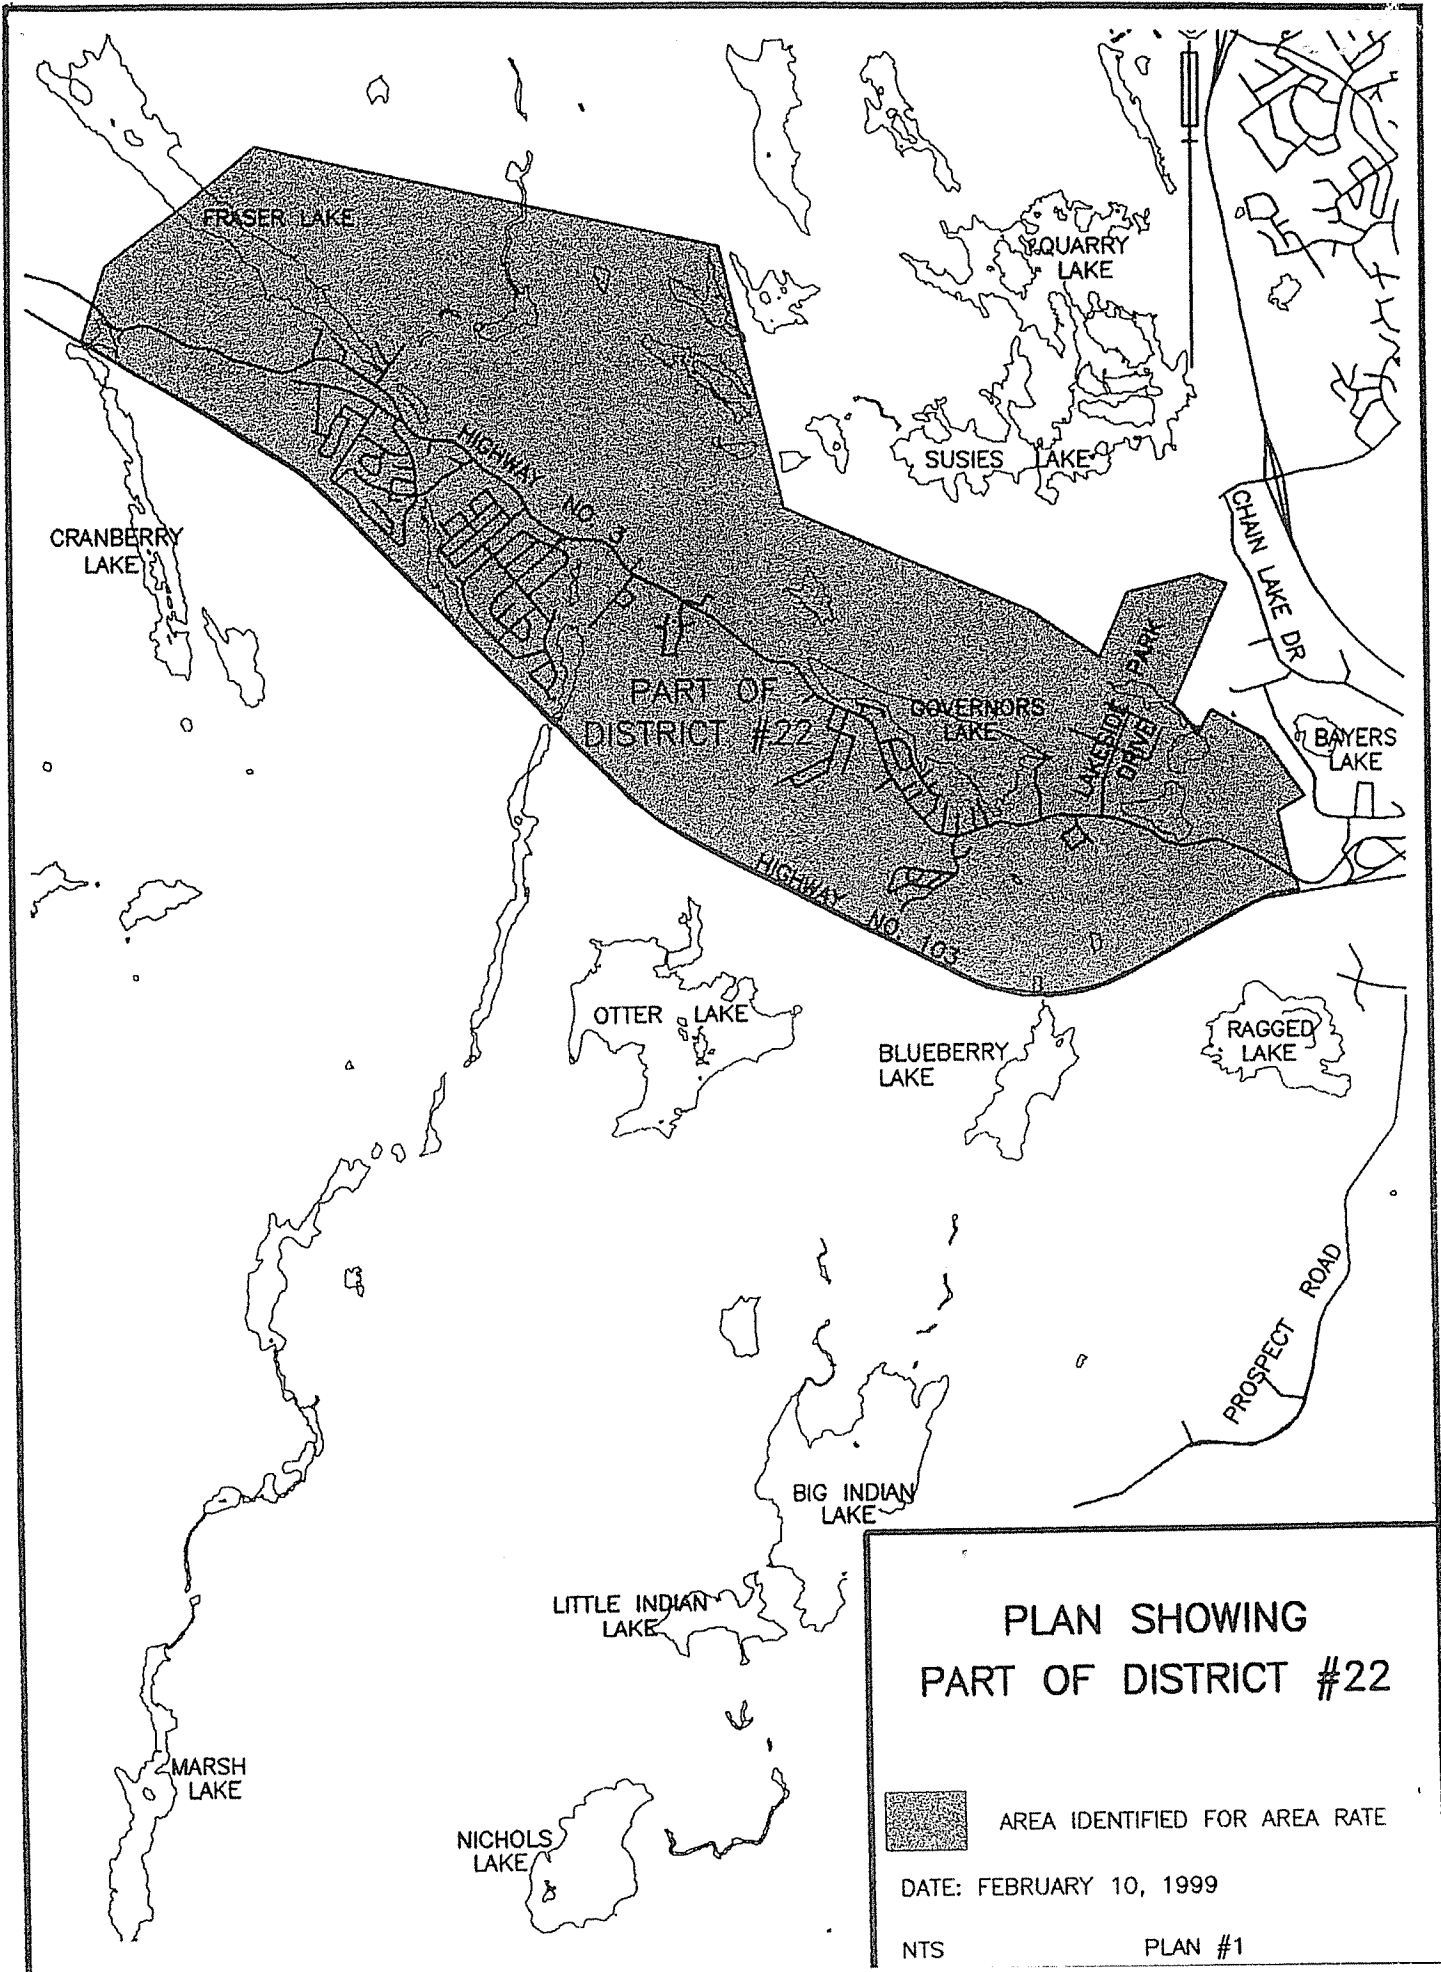 FRASER LAKE
QUARRY
LAKE
SUSIES LAKE
HIGHWAY NO. 3
CRANBERRY
LAKE
CHAIN LAKE DR
PARK
LAKESIDE
DRIVE
PART OF
DISTRICT #22
GOVERNORS
LAKE
BAYERS
LAKE
HIGHWAY NO. 103
OTTER LAKE
BLUEBERRY
LAKE
RAGGED
LAKE
PROSPECT ROAD
BIG INDIAN
LAKE
LITTLE INDIAN
LAKE
MARSH
LAKE
NICHOLS
LAKE
PLAN SHOWING
PART OF DISTRICT #22
AREA IDENTIFIED FOR AREA RATE
DATE: FEBRUARY 10, 1999
NTS PLAN #1